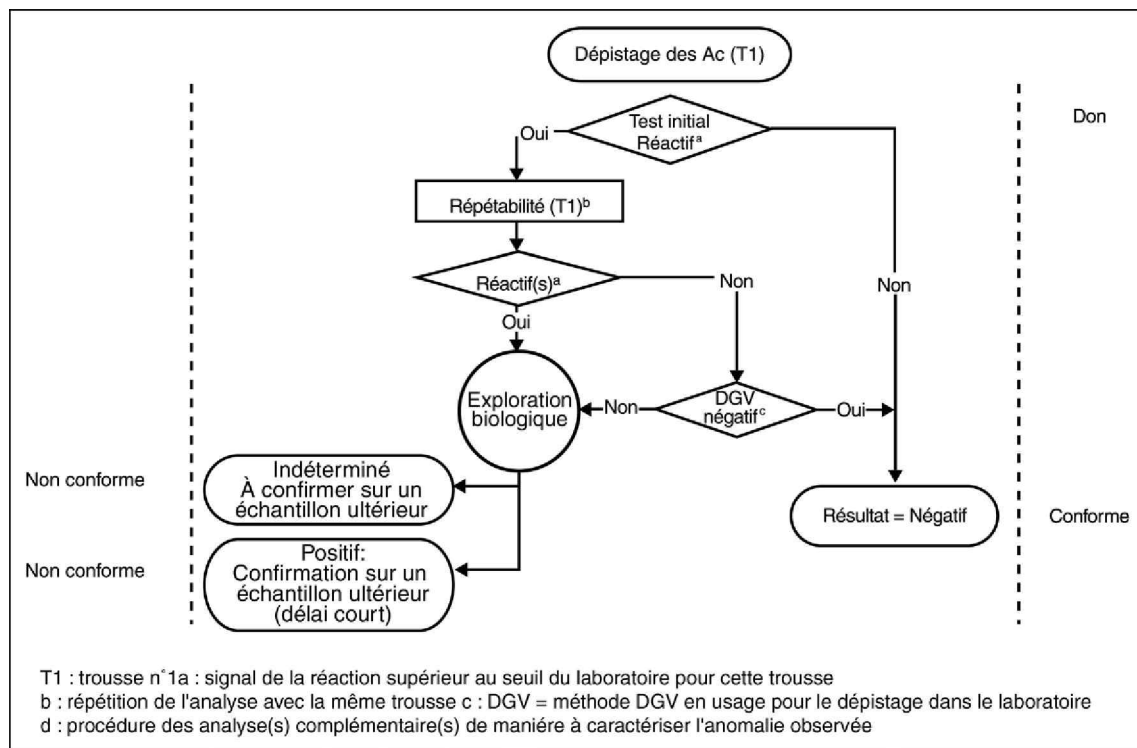 Dépistage des Ac (T1)
Test initial
Réactifᵃ
Don
Oui
Répétabilité (T1)ᵇ
Réactif(s)ᵃ
Non
Non
Oui
Exploration
biologique
Non
DGV
négatifᶜ
Oui
Non conforme
Indéterminé
À confirmer sur un
échantillon ultérieur
Résultat = Négatif
Conforme
Non conforme
Positif:
Confirmation sur un
échantillon ultérieur
(délai court)
T1 : trousse n°1a : signal de la réaction supérieur au seuil du laboratoire pour cette trousse
b : répétition de l'analyse avec la même trousse c : DGV = méthode DGV en usage pour le dépistage dans le laboratoire
d : procédure des analyse(s) complémentaire(s) de maniére à caractériser l'anomalie observée